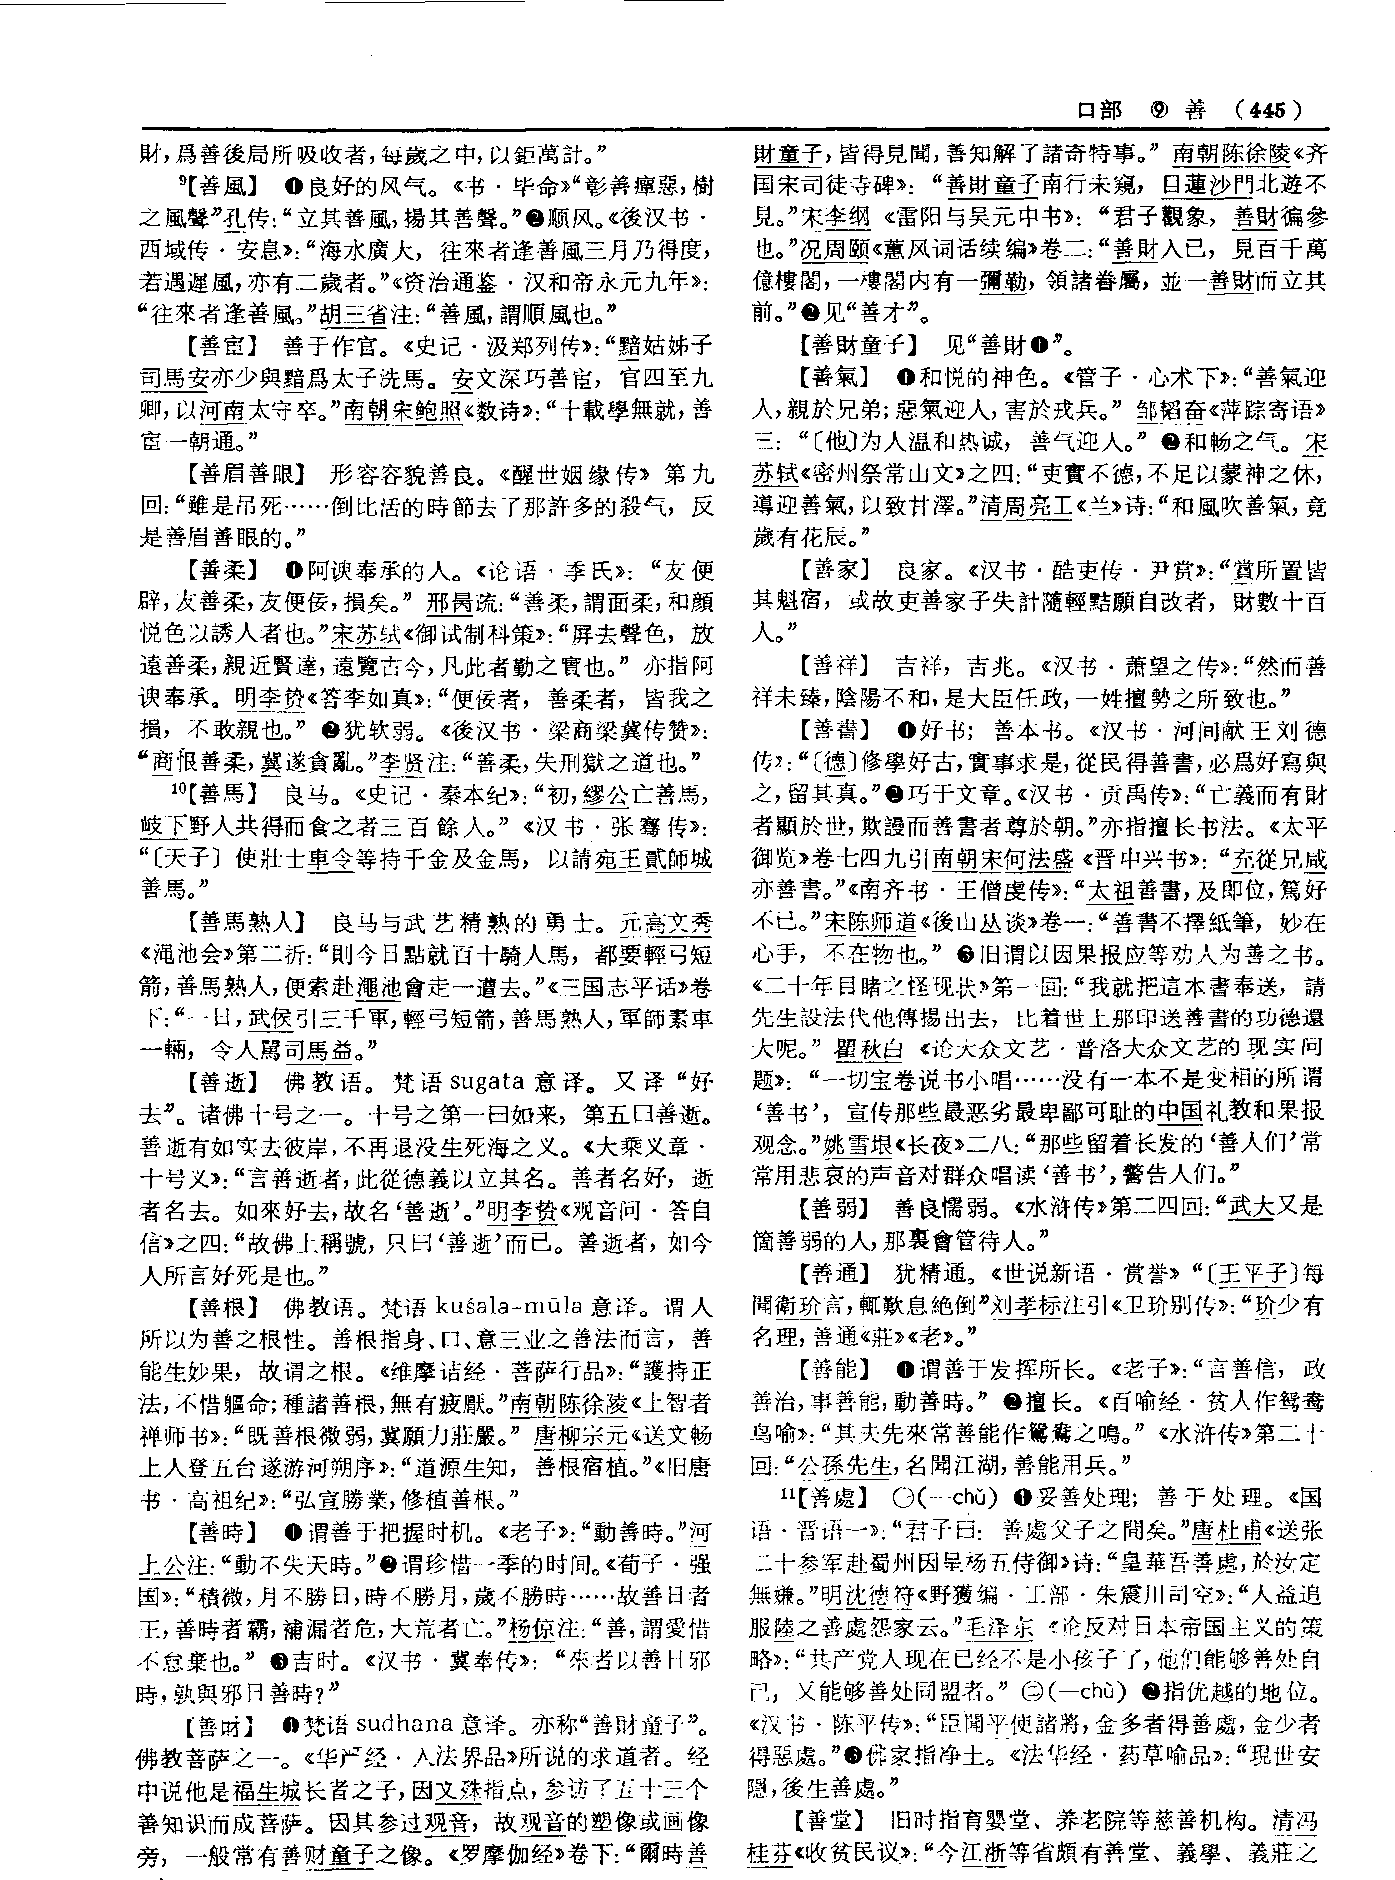 口部 ⑨ 善 (445)
財，爲善後局所吸收者，每歲之中，以鉅萬計。”
⁹【善風】 ❶良好的风气。《书·毕命》“彰善癉惡，樹
之風聲”孔传：“立其善風，揚其善聲。”❷顺风。《後汉书·
西域传·安息》：“海水廣大，往來者逢善風三月乃得度，
若遇遲風，亦有二歲者。”《资治通鉴·汉和帝永元九年》：
“往來者逢善風。”胡三省注：“善風，謂順風也。”
【善宦】 善于作官。《史记·汲郑列传》：“黯姑姊子
司馬安亦少與黯爲太子洗馬。安文深巧善宦，官四至九
卿，以河南太守卒。”南朝宋鲍照《数诗》：“十載學無就，善
宦一朝通。”
【善眉善眼】 形容容貌善良。《醒世姻缘传》第九
回：“雖是吊死……倒比活的時節去了那許多的殺气，反
是善眉善眼的。”
【善柔】 ❶阿谀奉承的人。《论语·季氏》：“友便
辟，友善柔，友便佞，損矣。”邢昺疏：“善柔，謂面柔，和顏
悦色以誘人者也。”宋苏轼《御试制科策》：“屏去聲色，放
遠善柔，親近賢達，遠覽古今，凡此者勤之實也。”亦指阿
谀奉承。明李贽《答李如真》：“便佞者，善柔者，皆我之
損，不敢親也。”❷犹软弱。《後汉书·梁商梁冀传赞》：
“商恨善柔，冀遂貪亂。”李贤注：“善柔，失刑獄之道也。”
¹⁰【善馬】 良马。《史记·秦本纪》：“初，繆公亡善馬，
岐下野人共得而食之者三百餘人。”《汉书·张骞传》：
“〔天子〕使壯士車令等持千金及金馬，以請宛王貳師城
善馬。”
【善馬熟人】 良马与武艺精熟的勇士。元高文秀
《渑池会》第二折：“則今日點就百十騎人馬，都要輕弓短
箭，善馬熟人，便索赴澠池會走一遭去。”《三国志平话》卷
下：“一日，武侯引三千軍，輕弓短箭，善馬熟人，軍師素車
一輛，令人駡司馬益。”
【善逝】 佛教语。梵语sugata意译。又译“好
去”。诸佛十号之一。十号之第一曰如来，第五曰善逝。
善逝有如实去彼岸，不再退没生死海之义。《大乘义章·
十号义》：“言善逝者，此從德義以立其名。善者名好，逝
者名去。如來好去，故名‘善逝’。”明李贽《观音问·答自
信》之四：“故佛上稱號，只曰‘善逝’而已。善逝者，如今
人所言好死是也。”
【善根】 佛教语。梵语kuśala-mūla意译。谓人
所以为善之根性。善根指身、口、意三业之善法而言，善
能生妙果，故谓之根。《维摩诘经·菩萨行品》：“護持正
法，不惜軀命；種諸善根，無有疲厭。”南朝陈徐陵《上智者
禅师书》：“既善根微弱，冀願力莊嚴。”唐柳宗元《送文畅
上人登五台遂游河朔序》：“道源生知，善根宿植。”《旧唐
书·高祖纪》：“弘宣勝業，修植善根。”
【善時】 ❶谓善于把握时机。《老子》：“動善時。”河
上公注：“動不失天時。”❷谓珍惜一季的时间。《荀子·强
国》：“積微，月不勝日，時不勝月，歲不勝時……故善日者
王，善時者霸，補漏者危，大荒者亡。”杨倞注：“善，謂愛惜
不怠棄也。”❸吉时。《汉书·冀奉传》：“來者以善日邪
時，孰與邪日善時？”
【善財】 ❶梵语sudhana意译。亦称“善財童子”。
佛教菩萨之一。《华严经·入法界品》所说的求道者。经
中说他是福生城长者之子，因文殊指点，参访了五十三个
善知识而成菩萨。因其参过观音，故观音的塑像或画像
旁，一般常有善财童子之像。《罗摩伽经》卷下：“爾時善
財童子，皆得見聞，善知解了諸奇特事。”南朝陈徐陵《齐
国宋司徒寺碑》：“善財童子南行未窺，日蓮沙門北遊不
見。”宋李纲《雷阳与吴元中书》：“君子觀象，善財徧參
也。”况周颐《蕙风词话续编》卷二：“善財入已，見百千萬
億樓閣，一樓閣内有一彌勒，領諸眷屬，並一善財而立其
前。”❷见“善才”。
【善財童子】 见“善財❶”。
【善氣】 ❶和悦的神色。《管子·心术下》：“善氣迎
人，親於兄弟；惡氣迎人，害於戎兵。”邹韬奋《萍踪寄语》
三：“〔他〕为人温和热诚，善气迎人。”❷和畅之气。宋
苏轼《密州祭常山文》之四：“吏實不德，不足以蒙神之休，
導迎善氣，以致甘澤。”清周亮工《兰》诗：“和風吹善氣，竟
歲有花辰。”
【善家】 良家。《汉书·酷吏传·尹赏》：“賞所置皆
其魁宿，或故吏善家子失計隨輕黠願自改者，財數十百
人。”
【善祥】 吉祥，吉兆。《汉书·萧望之传》：“然而善
祥未臻，陰陽不和，是大臣任政，一姓擅勢之所致也。”
【善書】 ❶好书；善本书。《汉书·河间献王刘德
传》：“〔德〕修學好古，實事求是，從民得善書，必爲好寫與
之，留其真。”❷巧于文章。《汉书·贡禹传》：“亡義而有財
者顯於世，欺謾而善書者尊於朝。”亦指擅长书法。《太平
御览》卷七四九引南朝宋何法盛《晋中兴书》：“充從兄咸
亦善書。”《南齐书·王僧虔传》：“太祖善書，及即位，篤好
不已。”宋陈师道《後山丛谈》卷一：“善書不擇紙筆，妙在
心手，不在物也。”❸旧谓以因果报应等劝人为善之书。
《二十年目睹之怪现状》第一回：“我就把這本書奉送，請
先生設法代他傳揚出去，比着世上那印送善書的功德還
大呢。”瞿秋白《论大众文艺·普洛大众文艺的现实问
题》：“一切宝卷说书小唱……没有一本不是变相的所谓
‘善书’，宣传那些最恶劣最卑鄙可耻的中国礼教和果报
观念。”姚雪垠《长夜》二八：“那些留着长发的‘善人们’常
常用悲哀的声音对群众唱读‘善书’，警告人们。”
【善弱】 善良懦弱。《水浒传》第二四回：“武大又是
箇善弱的人，那裏會管待人。”
【善通】 犹精通。《世说新语·赏誉》“〔王平子〕每
聞衛玠言，輒歎息絶倒”刘孝标注引《卫玠别传》：“玠少有
名理，善通《莊》《老》。”
【善能】 ❶谓善于发挥所长。《老子》：“言善信，政
善治，事善能，動善時。”❷擅长。《百喻经·贫人作鸳鸯
鸟喻》：“其夫先來常善能作鴛鴦之鳴。”《水浒传》第二十
回：“公孫先生，名聞江湖，善能用兵。”
¹¹【善處】 ㊀(—chǔ) ❶妥善处理；善于处理。《国
语·晋语一》：“君子曰：善處父子之間矣。”唐杜甫《送张
二十参军赴蜀州因呈杨五侍御》诗：“皇華吾善處，於汝定
無嫌。”明沈德符《野獲编·工部·朱震川司空》：“人益追
服陸之善處怨家云。”毛泽东《论反对日本帝国主义的策
略》：“共产党人现在已经不是小孩子了，他们能够善处自
己，又能够善处同盟者。”㊁(—chù) ❷指优越的地位。
《汉书·陈平传》：“臣聞平使諸將，金多者得善處，金少者
得惡處。”❸佛家指净土。《法华经·药草喻品》：“現世安
隱，後生善處。”
【善堂】 旧时指育婴堂、养老院等慈善机构。清冯
桂芬《收贫民议》：“今江浙等省頗有善堂、義學、義莊之